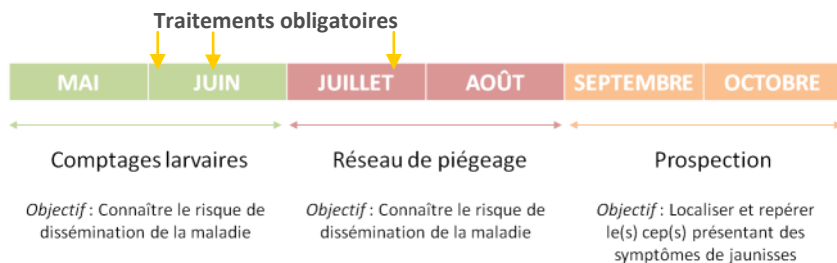 Traitements obligatoires
MAI JUIN JUILLET AOÛT SEPTEMBRE OCTOBRE
Comptages larvaires
Objectif : Connaître le risque de
dissémination de la maladie
Réseau de piégeage
Objectif : Connaître le risque de
dissémination de la maladie
Prospection
Objectif : Localiser et repérer
le(s) cep(s) présentant des
symptômes de jaunisses